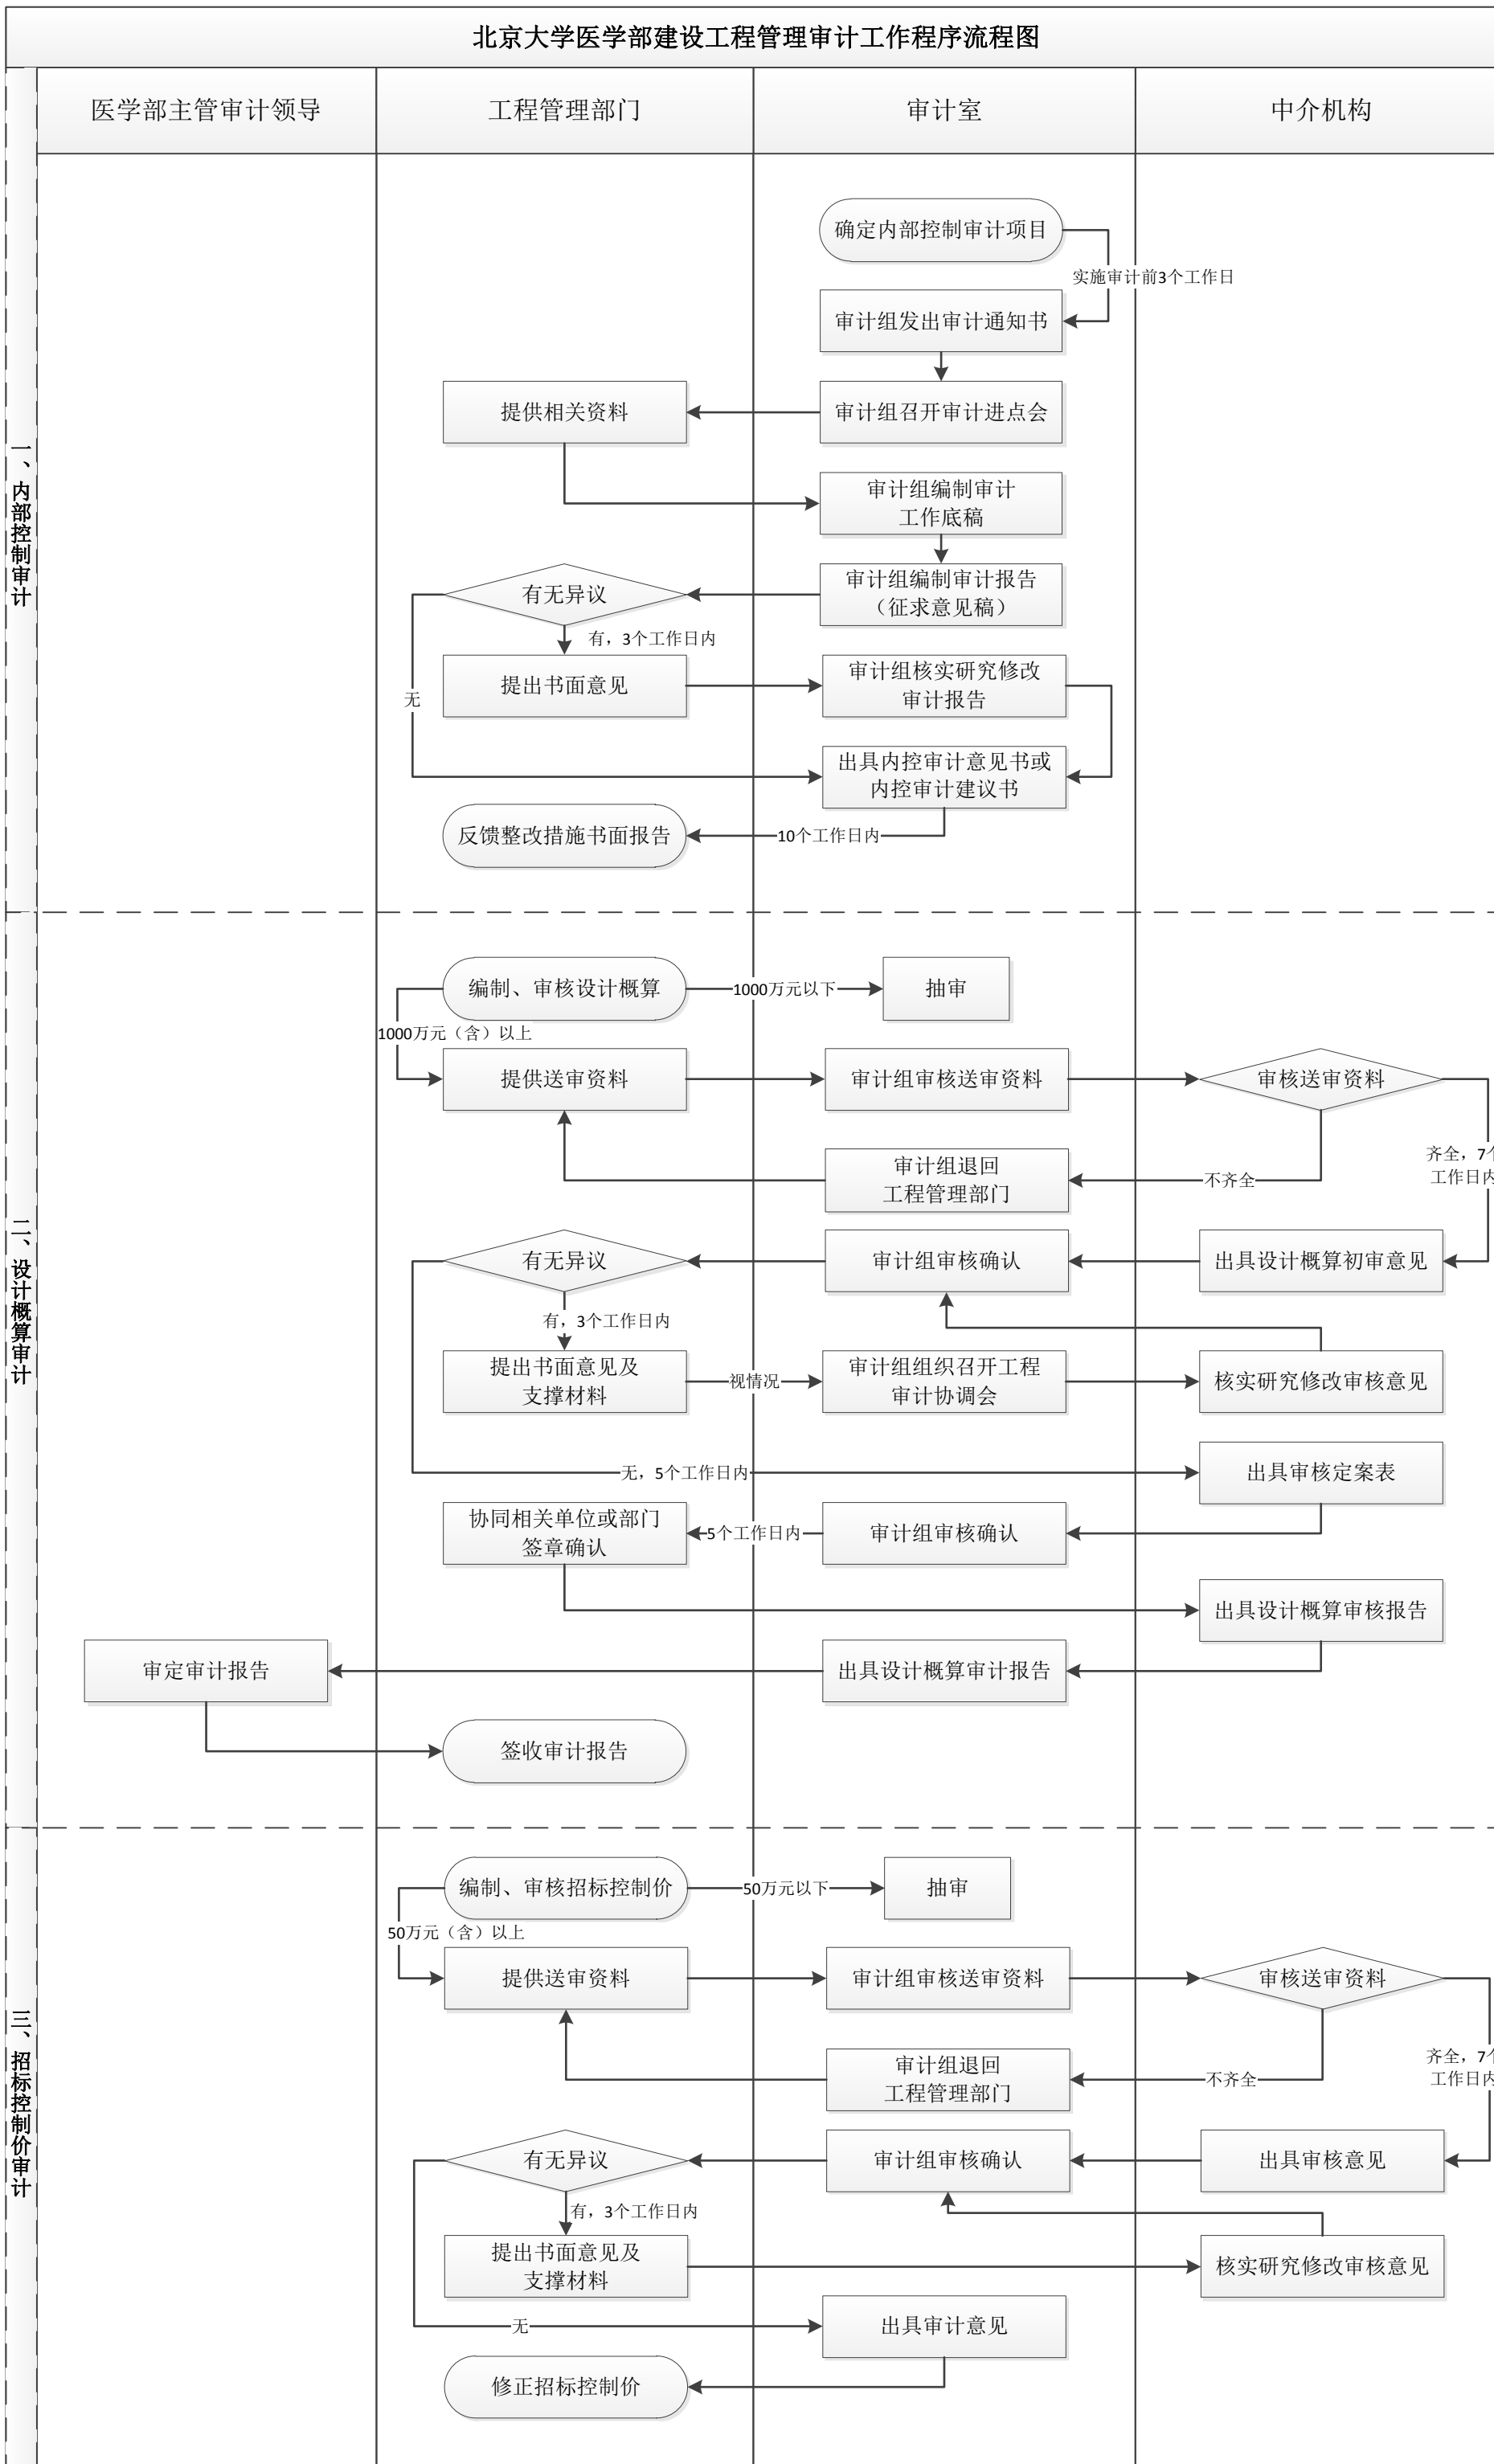 北京大学医学部建设工程管理审计工作程序流程图
医学部主管审计领导
工程管理部门
审计室
中介机构
一、内部控制审计
确定内部控制审计项目
实施审计前3个工作日
审计组发出审计通知书
提供相关资料
审计组召开审计进点会
审计组编制审计
工作底稿
有无异议
审计组编制审计报告
（征求意见稿）
有，3个工作日内
无
提出书面意见
审计组核实研究修改
审计报告
出具内控审计意见书或
内控审计建议书
反馈整改措施书面报告
10个工作日内
二、设计概算审计
编制、审核设计概算
1000万元以下
抽审
1000万元（含）以上
提供送审资料
审计组审核送审资料
审核送审资料
齐全，7个
工作日内
审计组退回
工程管理部门
不齐全
有无异议
审计组审核确认
出具设计概算初审意见
有，3个工作日内
提出书面意见及
支撑材料
视情况
审计组组织召开工程
审计协调会
核实研究修改审核意见
无，5个工作日内
出具审核定案表
协同相关单位或部门
签章确认
5个工作日内
审计组审核确认
出具设计概算审核报告
审定审计报告
出具设计概算审计报告
签收审计报告
三、招标控制价审计
编制、审核招标控制价
50万元以下
抽审
50万元（含）以上
提供送审资料
审计组审核送审资料
审核送审资料
齐全，7个
工作日内
审计组退回
工程管理部门
不齐全
有无异议
审计组审核确认
出具审核意见
有，3个工作日内
提出书面意见及
支撑材料
核实研究修改审核意见
无
出具审计意见
修正招标控制价